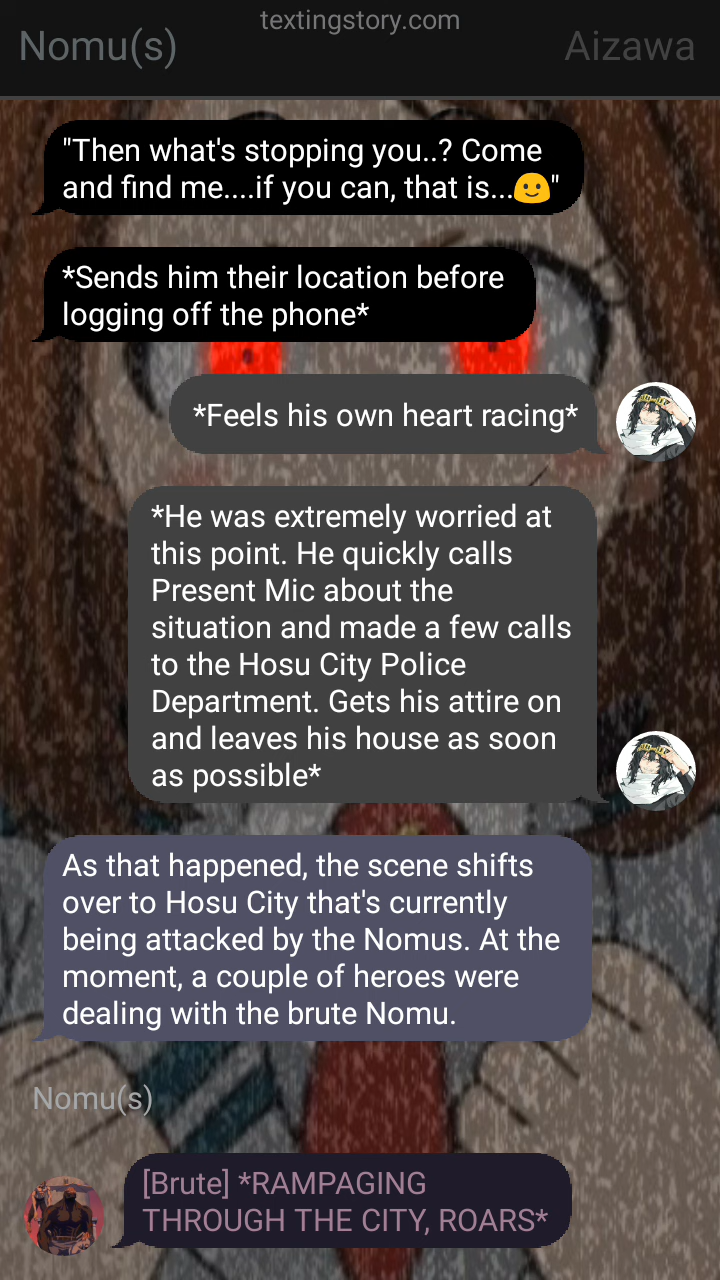 textingstory.com
Nomu(s)
Aizawa
"Then what's stopping you..? Come
and find me....if you can, that is...🙂"
*Sends him their location before
logging off the phone*
*Feels his own heart racing*
*He was extremely worried at
this point. He quickly calls
Present Mic about the
situation and made a few calls
to the Hosu City Police
Department. Gets his attire on
and leaves his house as soon
as possible*
As that happened, the scene shifts
over to Hosu City that's currently
being attacked by the Nomus. At the
moment, a couple of heroes were
dealing with the brute Nomu.
Nomu(s)
[Brute] *RAMPAGING
THROUGH THE CITY, ROARS*